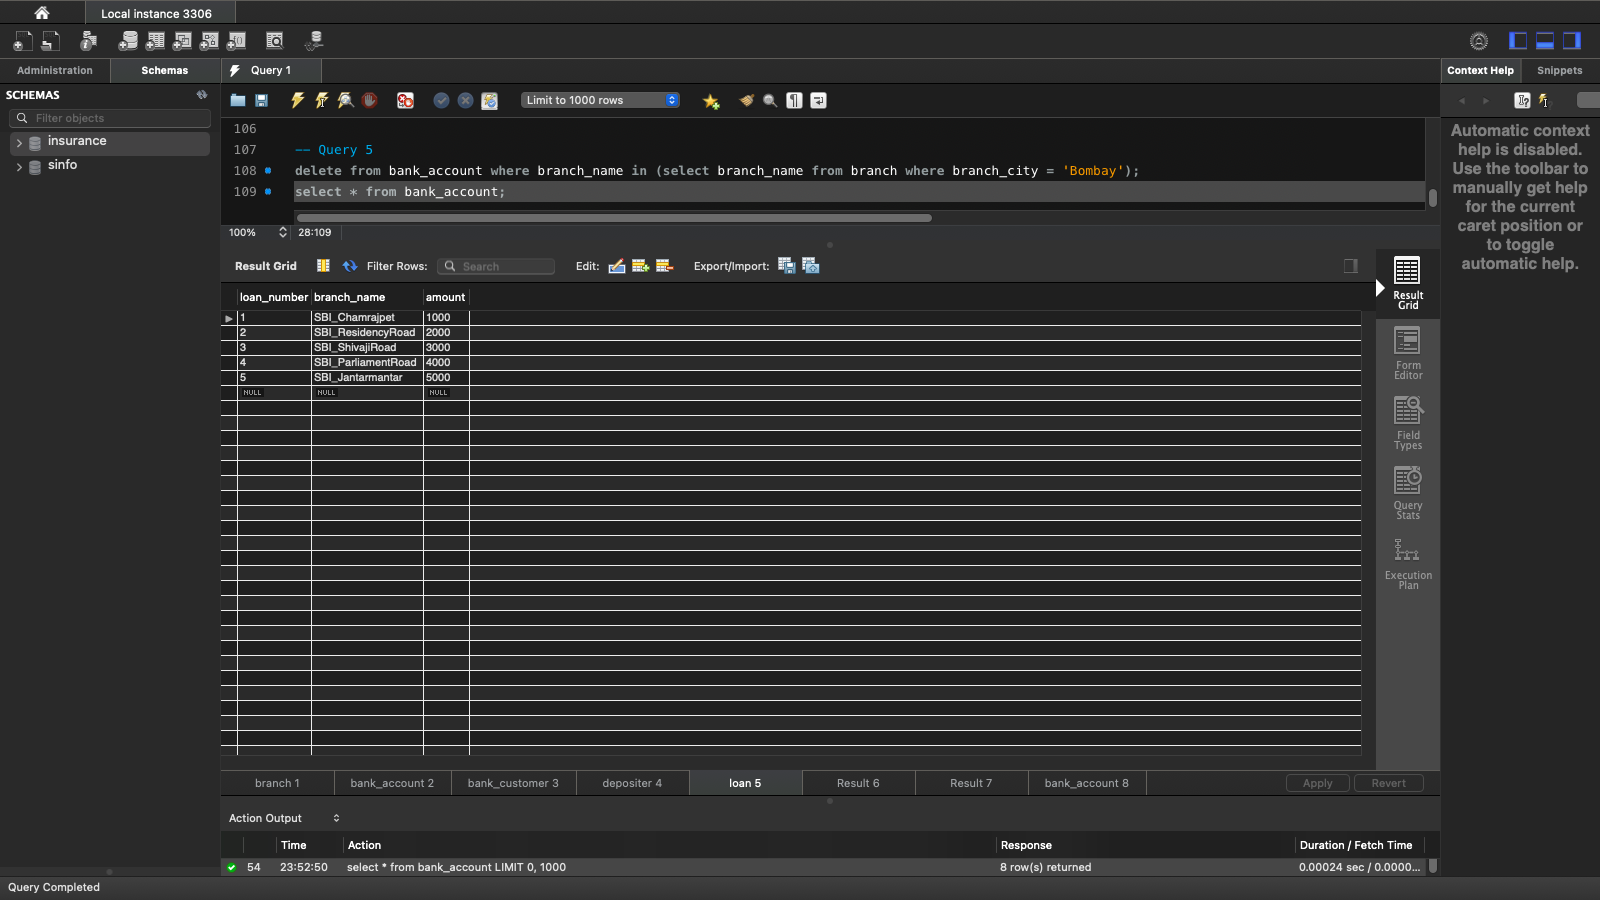 Local instance 3306
Administration
Schemas
Query 1
Context Help
Snippets
SCHEMAS
Filter objects
insurance
sinfo
Limit to 1000 rows
106
107 -- Query 5
108 delete from bank_account where branch_name in (select branch_name from branch where branch_city = 'Bombay');
109 select * from bank_account;
100% 28:109
Automatic context
help is disabled.
Use the toolbar to
manually get help
for the current
caret position or
to toggle
automatic help.
Result Grid Filter Rows: Search Edit: Export/Import:
loan_number branch_name amount
1 SBI_Chamrajpet 1000
2 SBI_ResidencyRoad 2000
3 SBI_ShivajiRoad 3000
4 SBI_ParliamentRoad 4000
5 SBI_Jantarmantar 5000
NULL NULL NULL
Result
Grid
Form
Editor
Field
Types
Query
Stats
Execution
Plan
branch 1 bank_account 2 bank_customer 3 depositer 4 loan 5 Result 6 Result 7 bank_account 8 Apply Revert
Action Output
Time Action Response Duration / Fetch Time
54 23:52:50 select * from bank_account LIMIT 0, 1000 8 row(s) returned 0.00024 sec / 0.0000...
Query Completed